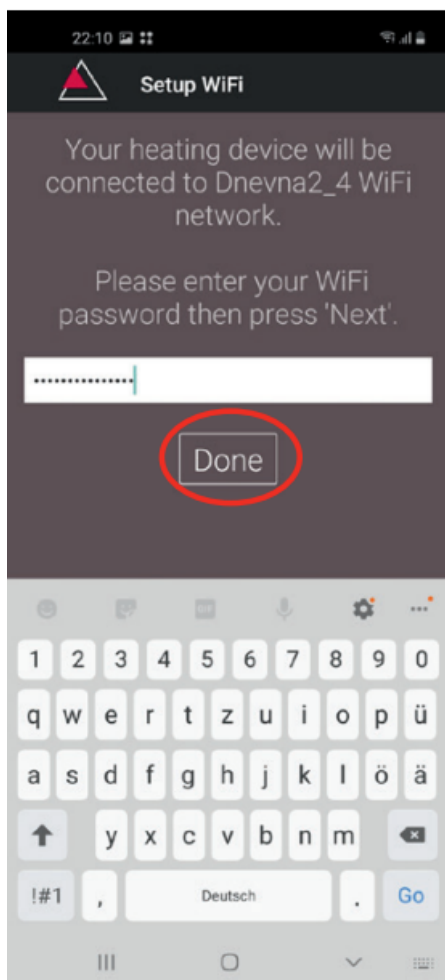 22:10
Setup WiFi
Your heating device will be
connected to Dnevna2_4 WiFi
network.
Please enter your WiFi
password then press 'Next'.
•••••••••••••••
Done
GIF
1 2 3 4 5 6 7 8 9 0
q w e r t z u i o p ü
a s d f g h j k l ö ä
y x c v b n m
!#1 , Deutsch . Go